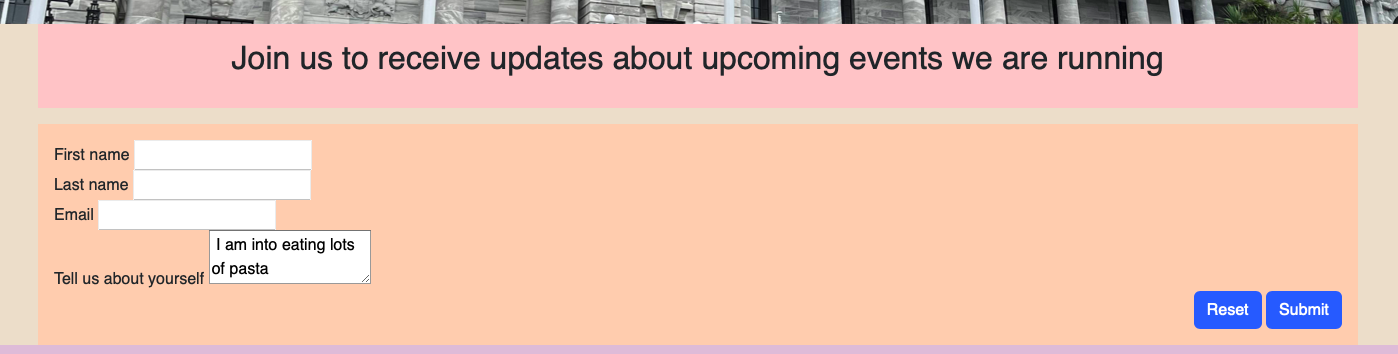 Join us to receive updates about upcoming events we are running
First name
Last name
Email
Tell us about yourself
I am into eating lots
of pasta
Reset Submit